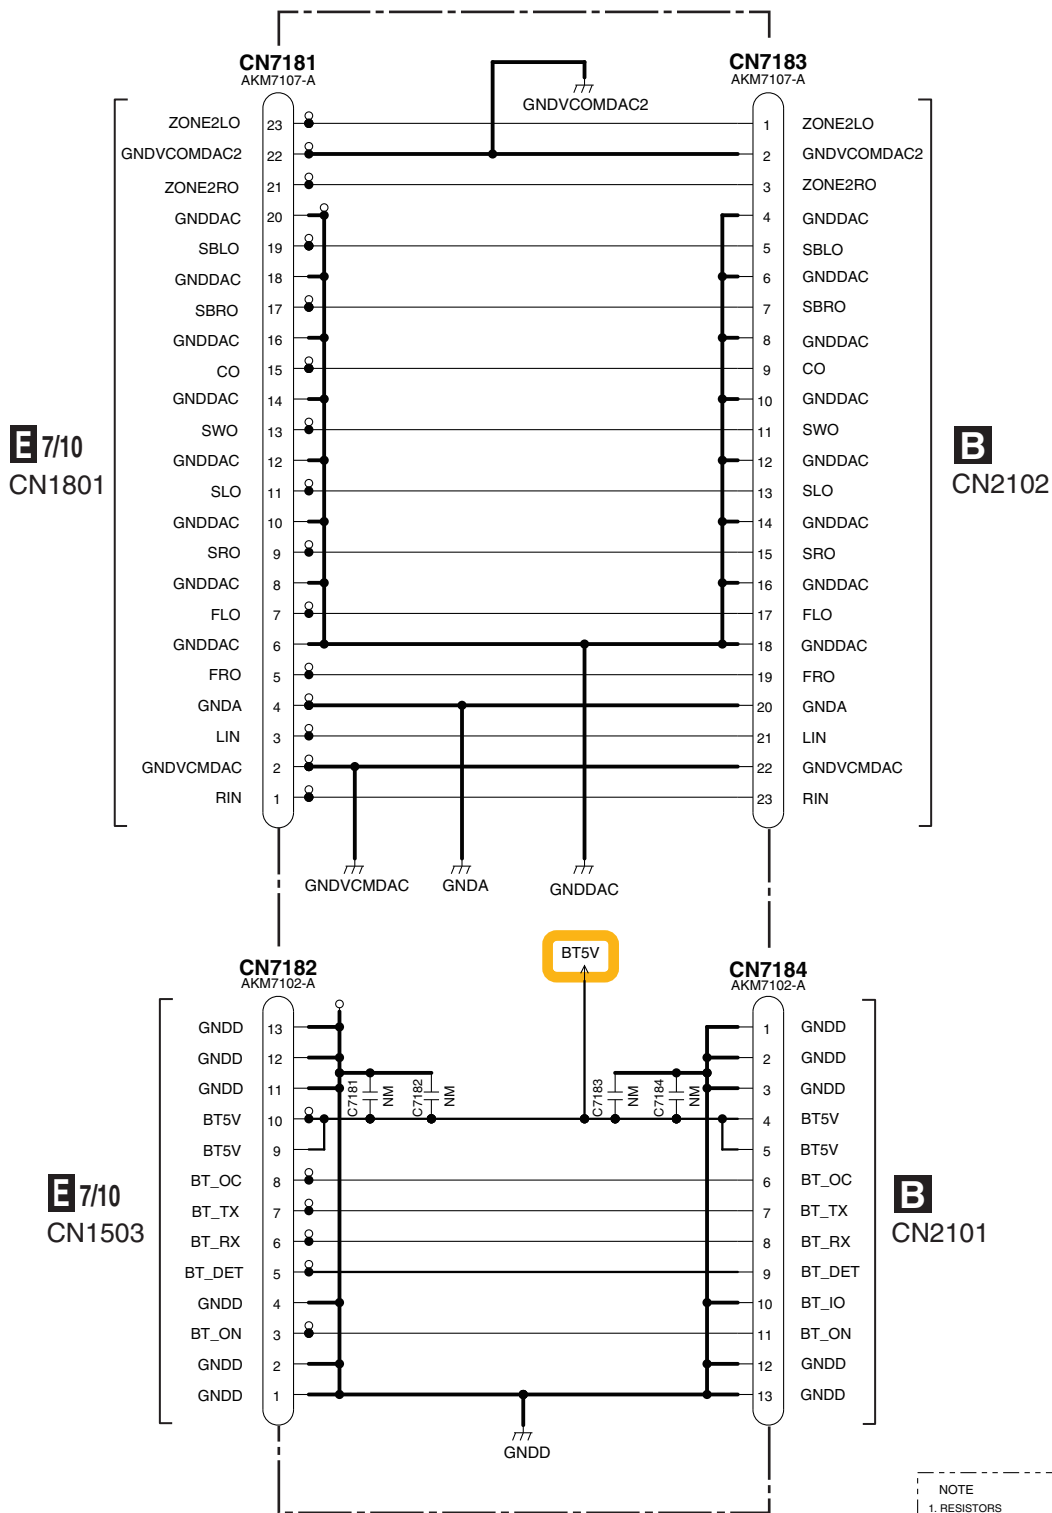 CN7181
AKM7107-A
CN7183
AKM7107-A
GNDVCOMDAC2
ZONE2LO 23 1 ZONE2LO
GNDVCOMDAC2 22 2 GNDVCOMDAC2
ZONE2RO 21 3 ZONE2RO
GNDDAC 20 4 GNDDAC
SBLO 19 5 SBLO
GNDDAC 18 6 GNDDAC
SBRO 17 7 SBRO
GNDDAC 16 8 GNDDAC
CO 15 9 CO
GNDDAC 14 10 GNDDAC
SWO 13 11 SWO
GNDDAC 12 12 GNDDAC
SLO 11 13 SLO
GNDDAC 10 14 GNDDAC
SRO 9 15 SRO
GNDDAC 8 16 GNDDAC
FLO 7 17 FLO
GNDDAC 6 18 GNDDAC
FRO 5 19 FRO
GNDA 4 20 GNDA
LIN 3 21 LIN
GNDVCMDAC 2 22 GNDVCMDAC
RIN 1 23 RIN
E 7/10
CN1801
B
CN2102
GNDVCMDAC
GNDA
GNDDAC
BT5V
CN7182
AKM7102-A
CN7184
AKM7102-A
GNDD 13 1 GNDD
GNDD 12 2 GNDD
GNDD 11 3 GNDD
C7181 NM
C7182 NM
C7183 NM
C7184 NM
BT5V 10 4 BT5V
BT5V 9 5 BT5V
BT_OC 8 6 BT_OC
BT_TX 7 7 BT_TX
BT_RX 6 8 BT_RX
BT_DET 5 9 BT_DET
GNDD 4 10 BT_IO
BT_ON 3 11 BT_ON
GNDD 2 12 GNDD
GNDD 1 13 GNDD
E 7/10
CN1503
B
CN2101
GNDD
NOTE
1. RESISTORS